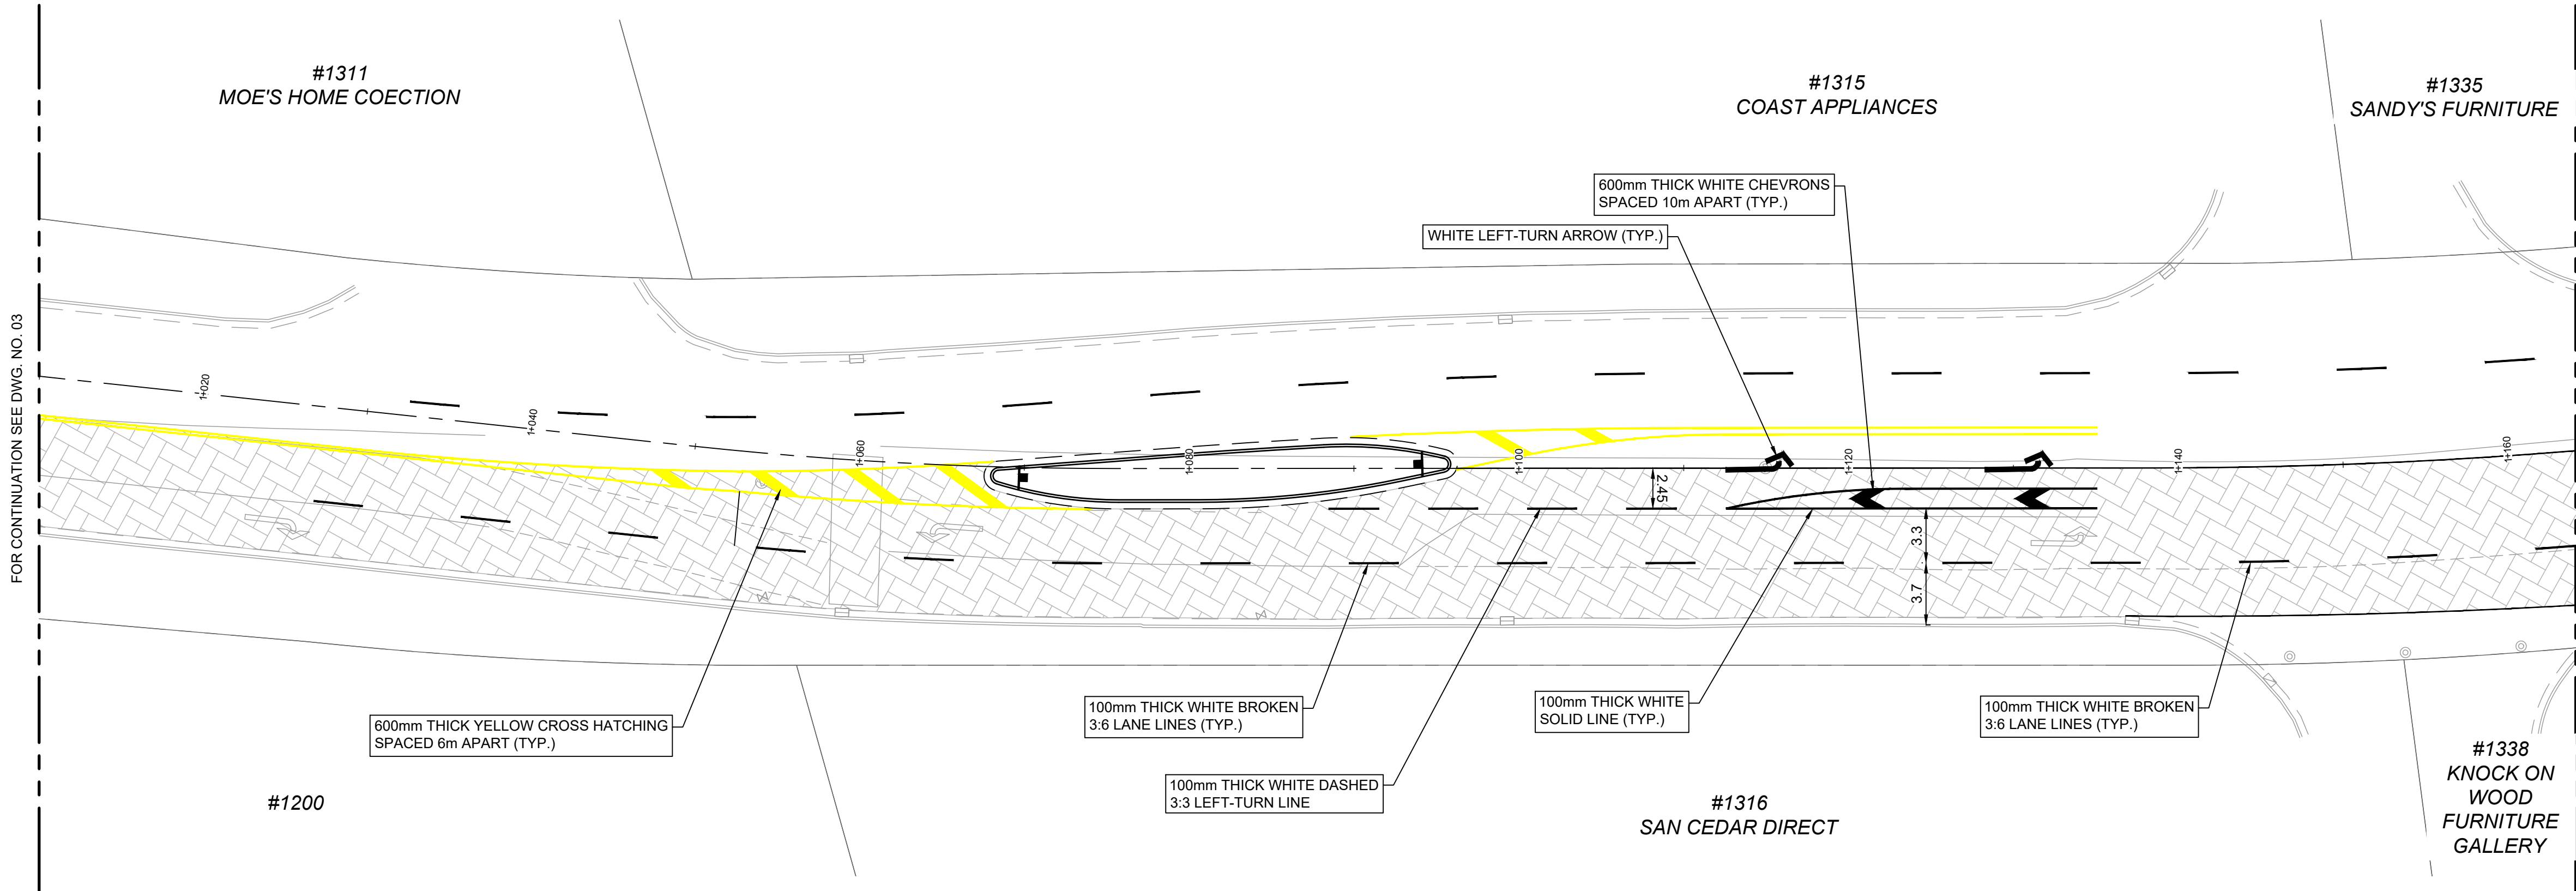 #1311
MOE'S HOME COECTION
#1315
COAST APPLIANCES
#1335
SANDY'S FURNITURE
600mm THICK WHITE CHEVRONS
SPACED 10m APART (TYP.)
WHITE LEFT-TURN ARROW (TYP.)
FOR CONTINUATION SEE DWG. NO. 03
1+020
1+040
1+060
1+080
1+100
1+120
1+140
1+160
2.45
3.3
3.7
600mm THICK YELLOW CROSS HATCHING
SPACED 6m APART (TYP.)
100mm THICK WHITE BROKEN
3:6 LANE LINES (TYP.)
100mm THICK WHITE DASHED
3:3 LEFT-TURN LINE
100mm THICK WHITE
SOLID LINE (TYP.)
100mm THICK WHITE BROKEN
3:6 LANE LINES (TYP.)
#1200
#1316
SAN CEDAR DIRECT
#1338
KNOCK ON
WOOD
FURNITURE
GALLERY